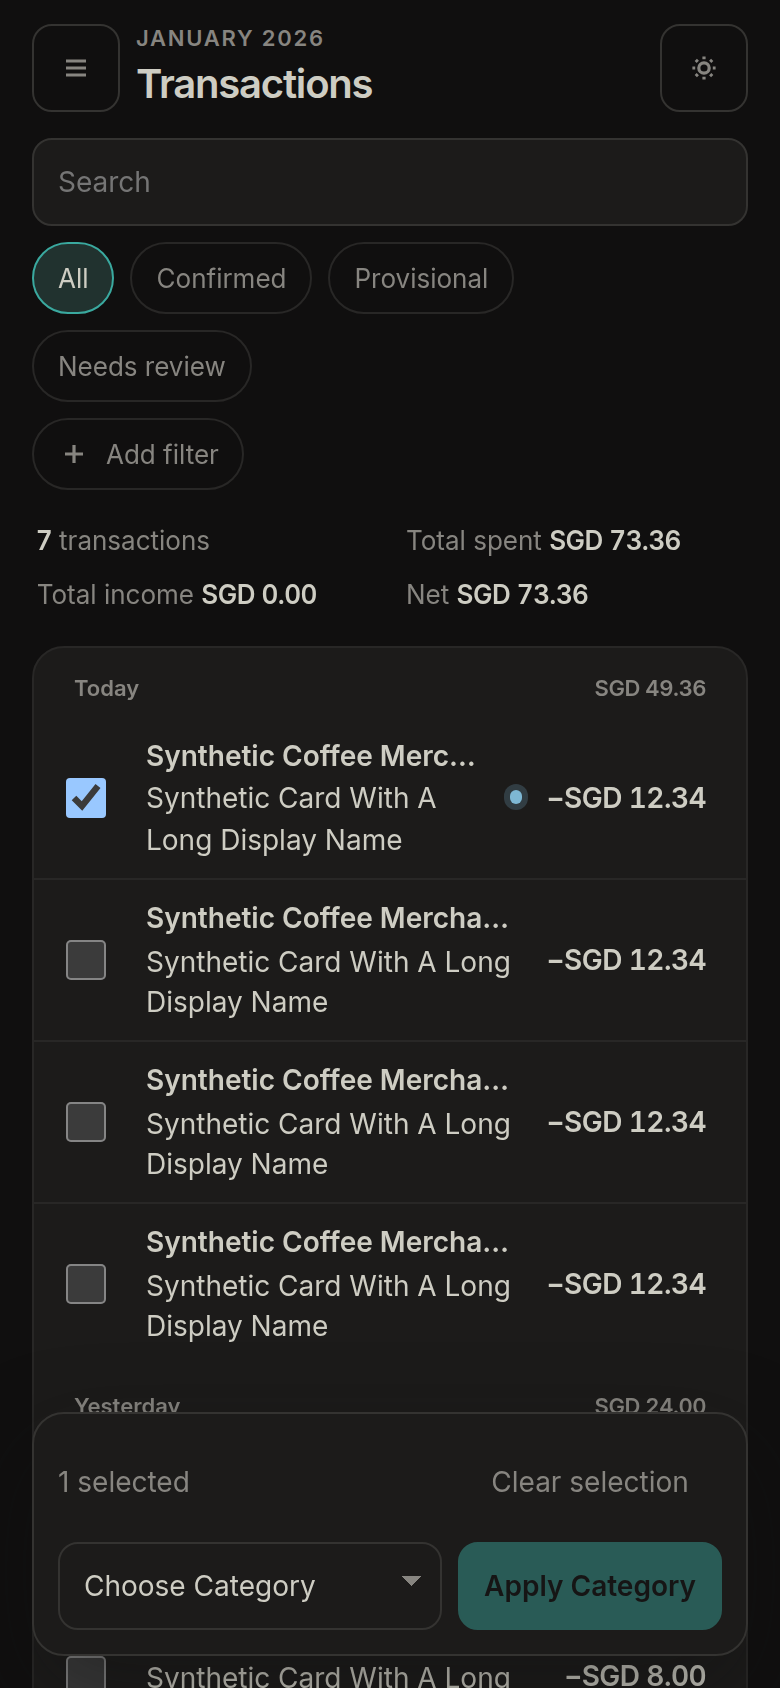 JANUARY 2026
Transactions
Search
All
Confirmed
Provisional
Needs review
+ Add filter
7 transactions
Total spent SGD 73.36
Total income SGD 0.00
Net SGD 73.36
Today
SGD 49.36
Synthetic Coffee Merc...
Synthetic Card With A
Long Display Name
–SGD 12.34
Synthetic Coffee Mercha...
Synthetic Card With A Long
Display Name
–SGD 12.34
Synthetic Coffee Mercha...
Synthetic Card With A Long
Display Name
–SGD 12.34
Synthetic Coffee Mercha...
Synthetic Card With A Long
Display Name
–SGD 12.34
Yesterday
SGD 24.00
1 selected
Clear selection
Choose Category
Apply Category
Synthetic Card With A Long
–SGD 8.00